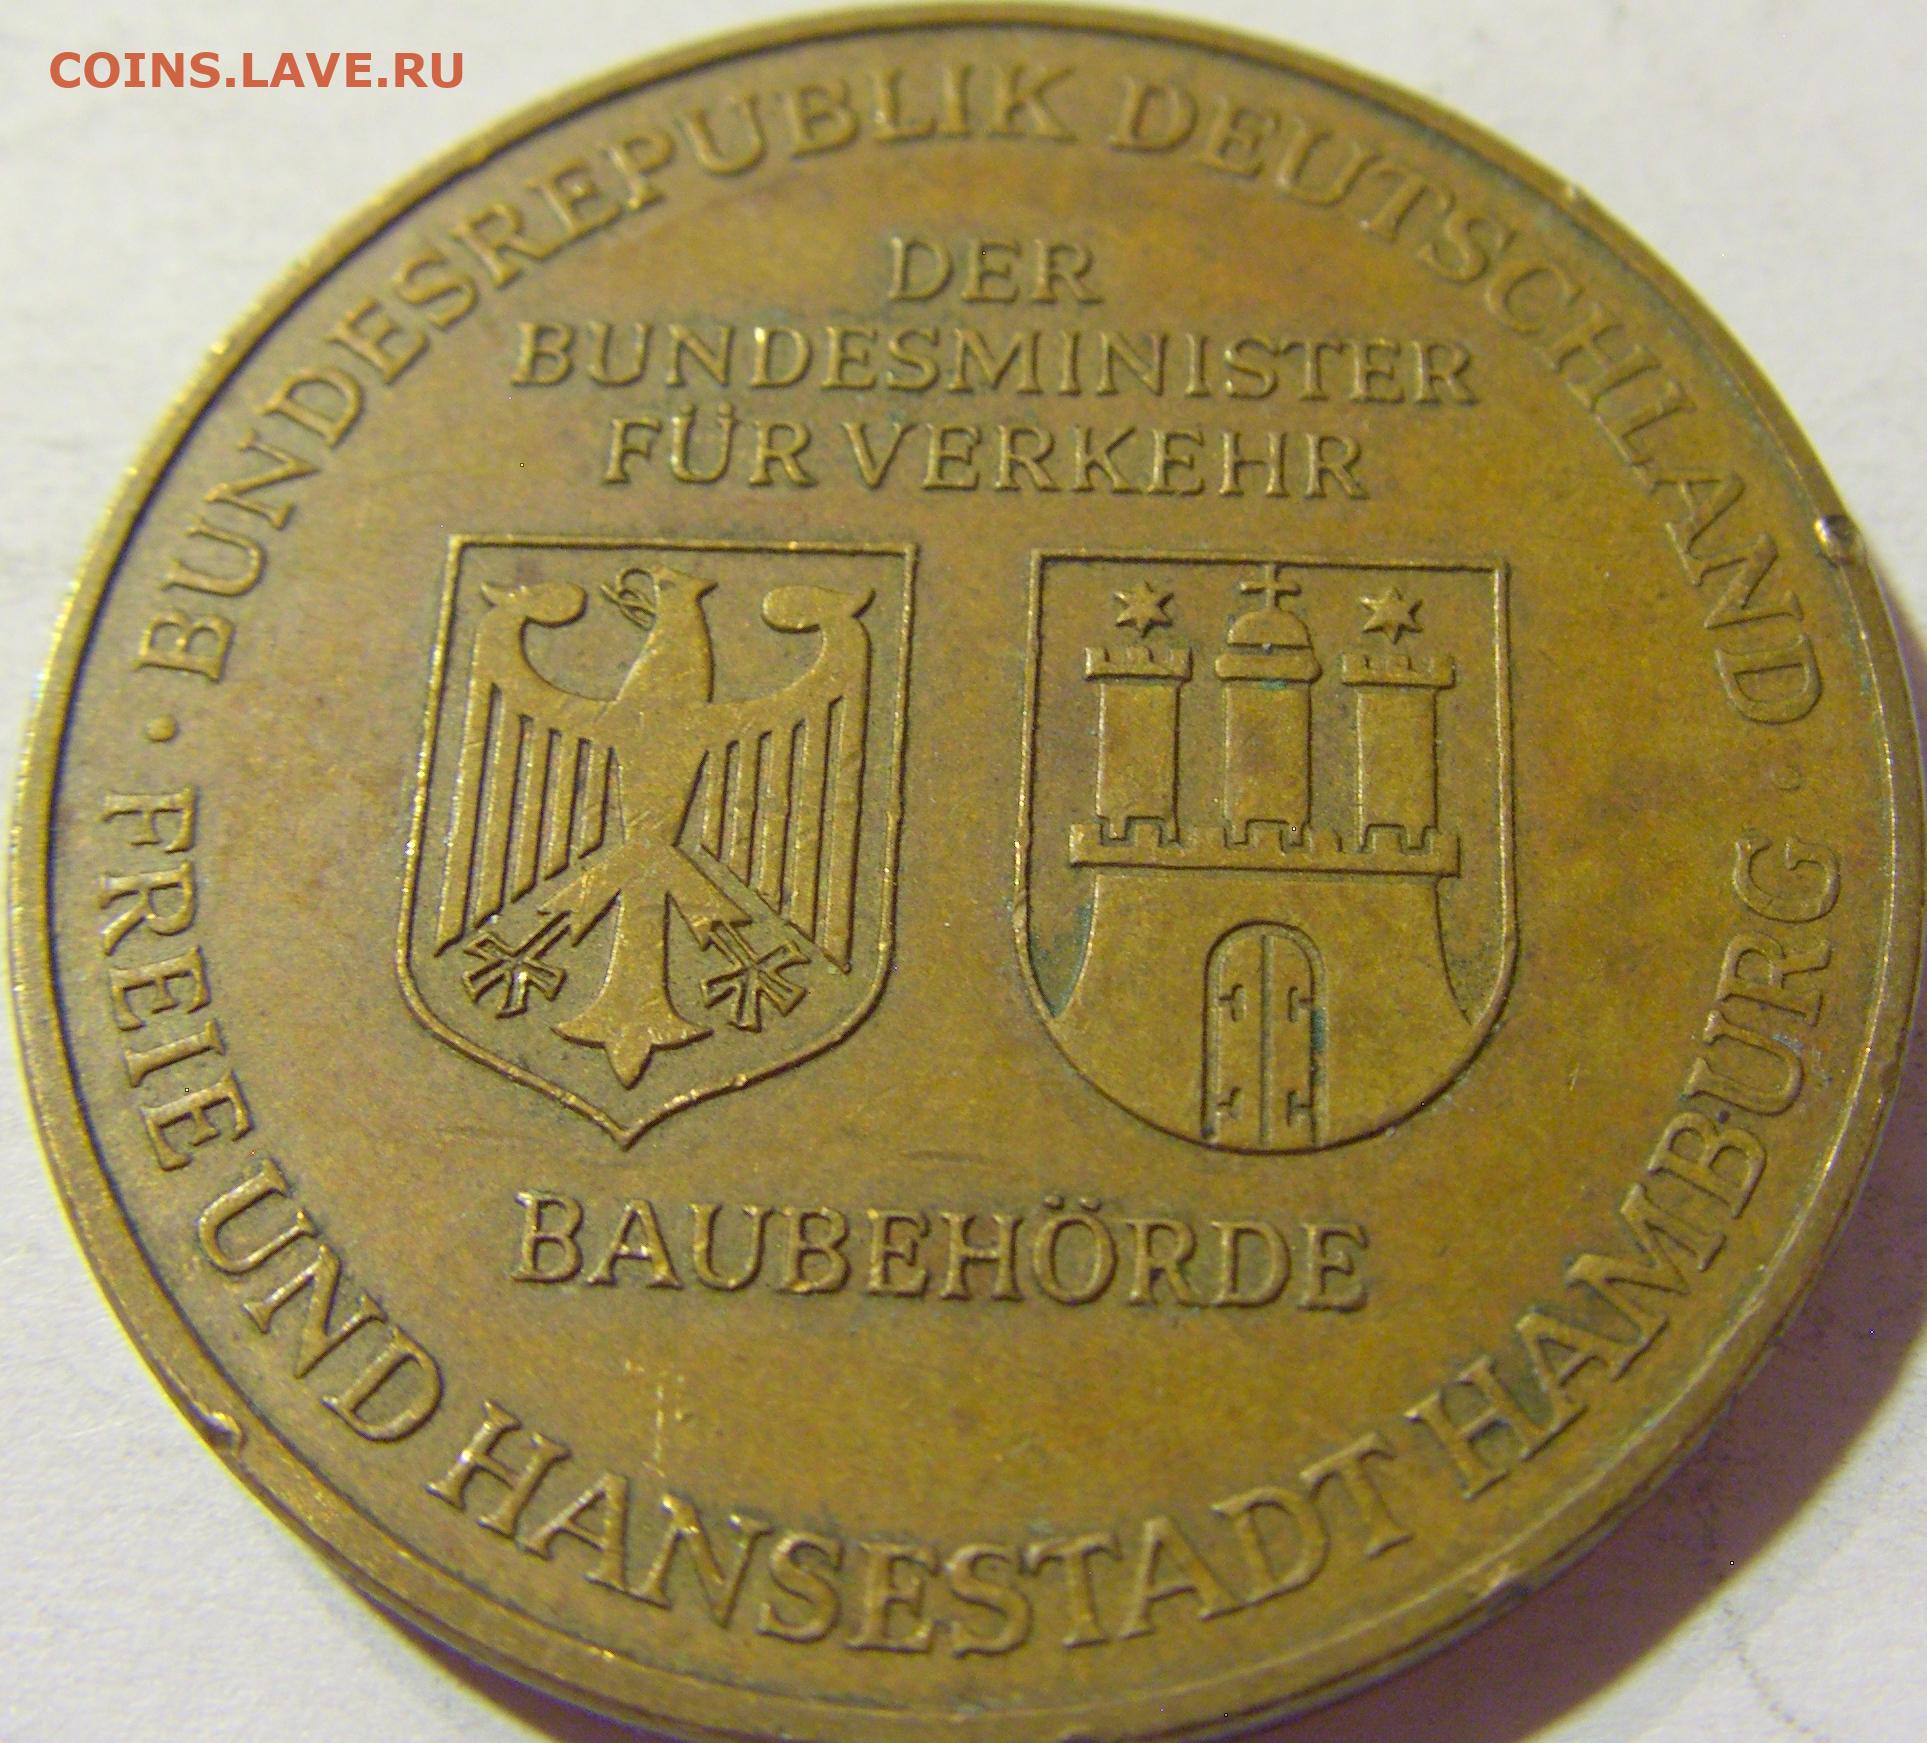 COINS.LAVE.RU
· BUNDESREPUBLIK DEUTSCHLAND ·
DER
BUNDESMINISTER
FÜR VERKEHR
BAUBEHÖRDE
FREIE UND HANSESTADT HAMBURG